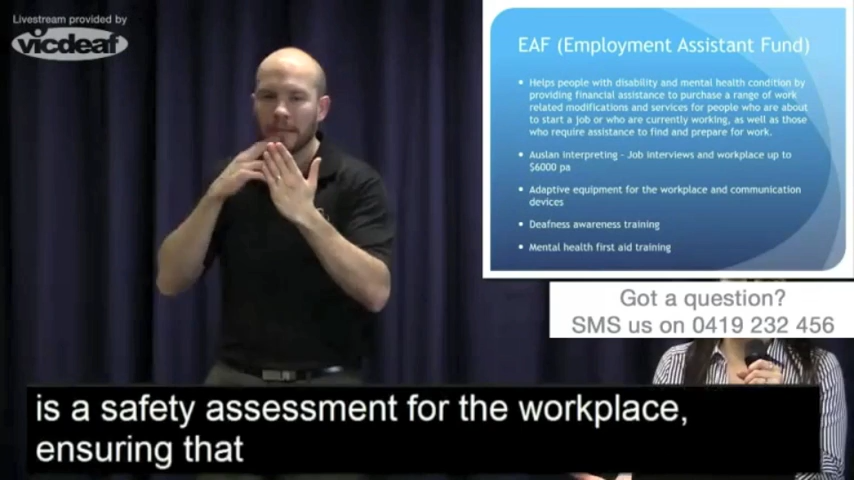 Livestream provided by
vicdeaf
EAF (Employment Assistant Fund)
• Helps people with disability and mental health condition by
providing financial assistance to purchase a range of work
related modifications and services for people who are about
to start a job or who are currently working, as well as those
who require assistance to find and prepare for work.
• Auslan interpreting - Job interviews and workplace up to
$6000 pa
• Adaptive equipment for the workplace and communication
devices
• Deafness awareness training
• Mental health first aid training
Got a question?
SMS us on 0419 232 456
is a safety assessment for the workplace,
ensuring that